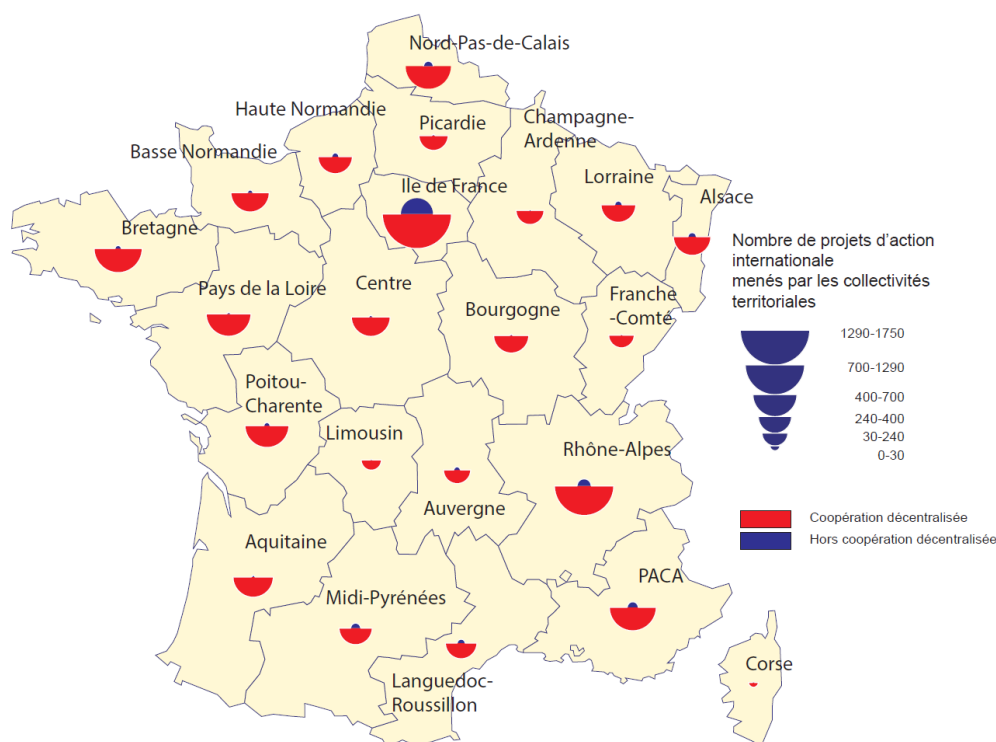 Nord-Pas-de-Calais
Haute Normandie
Picardie
Champagne-
Ardenne
Basse Normandie
Ile de France
Lorraine
Alsace
Bretagne
Nombre de projets d'action
internationale
menés par les collectivités
territoriales
Pays de la Loire
Centre
Bourgogne
Franche
-Comté
1290-1750
700-1290
400-700
240-400
30-240
0-30
Poitou-
Charente
Limousin
Rhône-Alpes
Auvergne
Coopération décentralisée
Hors coopération décentralisée
Aquitaine
PACA
Midi-Pyrénées
Corse
Languedoc-
Roussillon